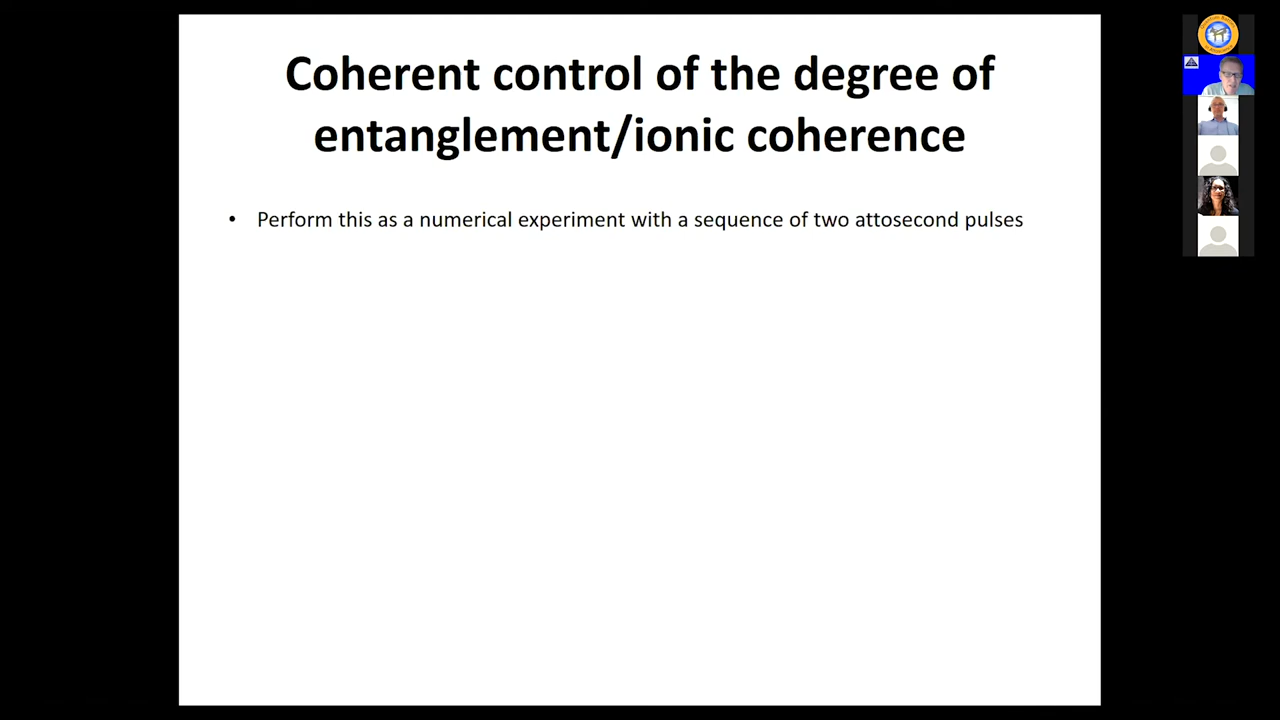 Coherent control of the degree of
entanglement/ionic coherence
• Perform this as a numerical experiment with a sequence of two attosecond pulses